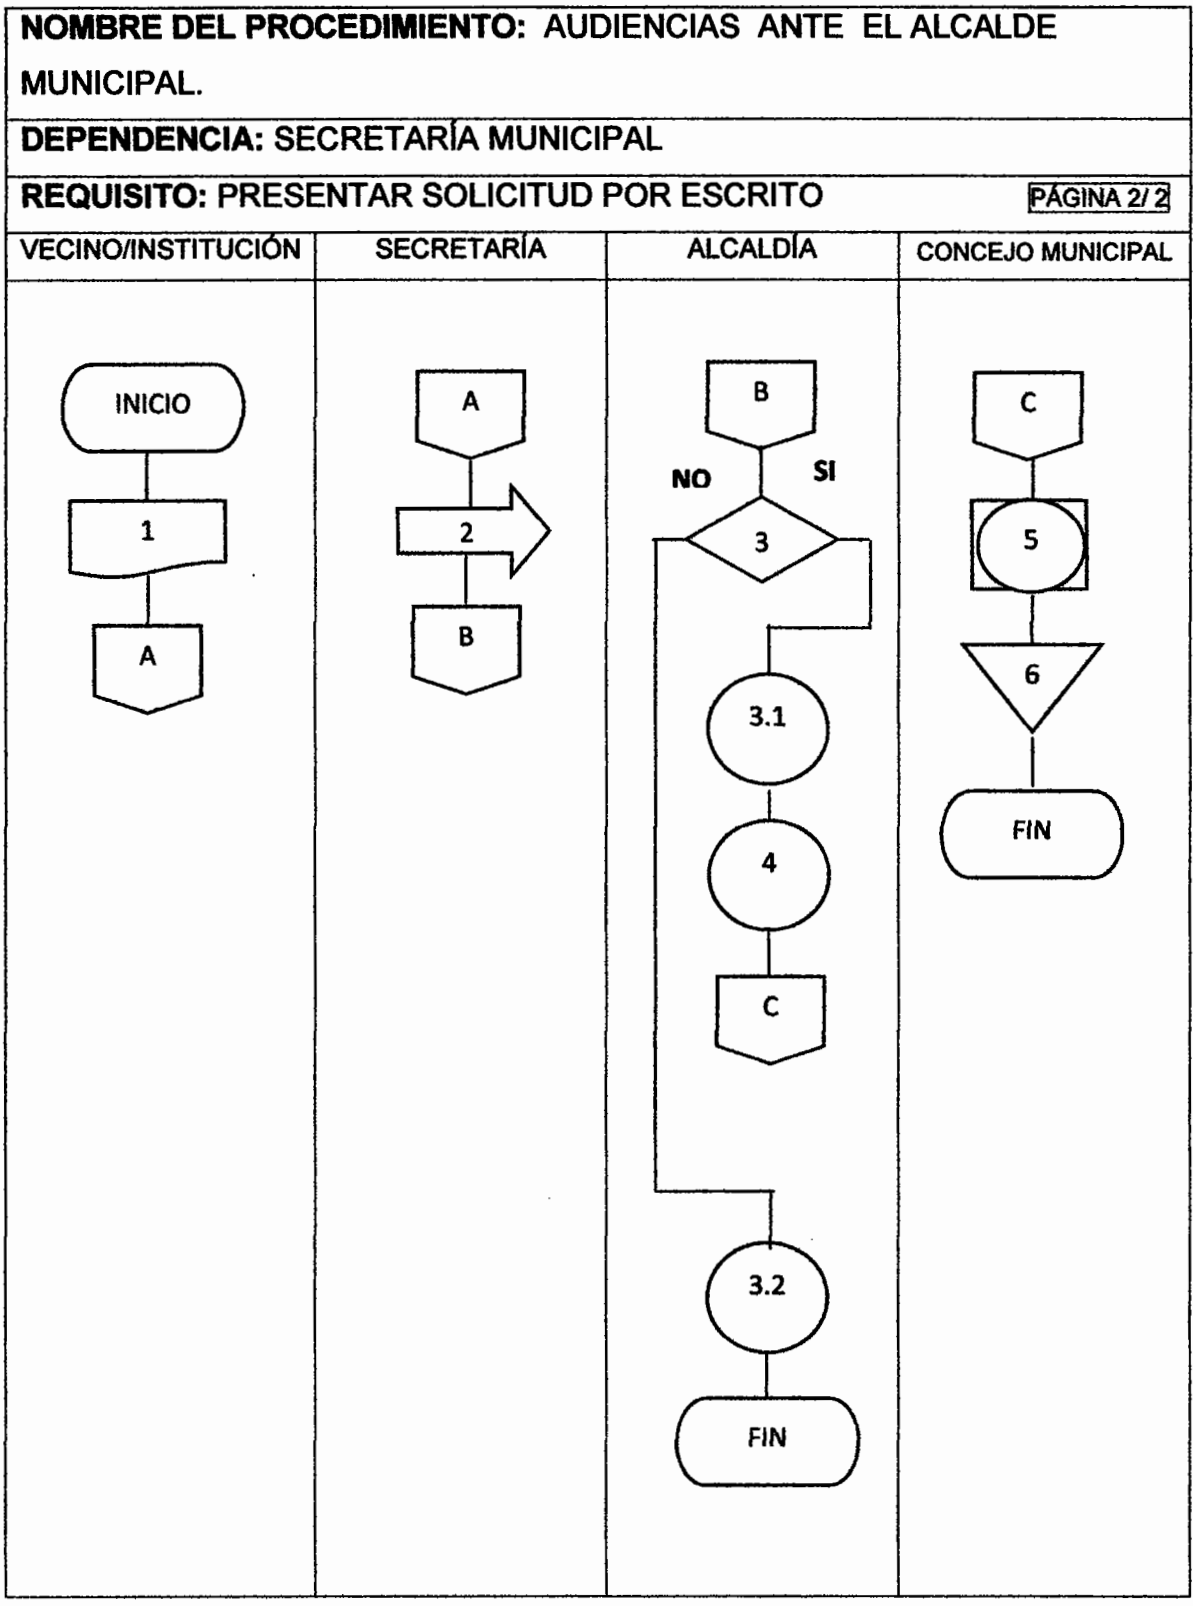 NOMBRE DEL PROCEDIMIENTO: AUDIENCIAS ANTE EL ALCALDE
MUNICIPAL.
DEPENDENCIA: SECRETARÍA MUNICIPAL
REQUISITO: PRESENTAR SOLICITUD POR ESCRITO
PÁGINA 2/ 2
VECINO/INSTITUCIÓN
SECRETARÍA
ALCALDÍA
CONCEJO MUNICIPAL
INICIO
1
A
A
2
B
B
NO
SI
3
3.1
4
C
3.2
FIN
C
5
6
FIN